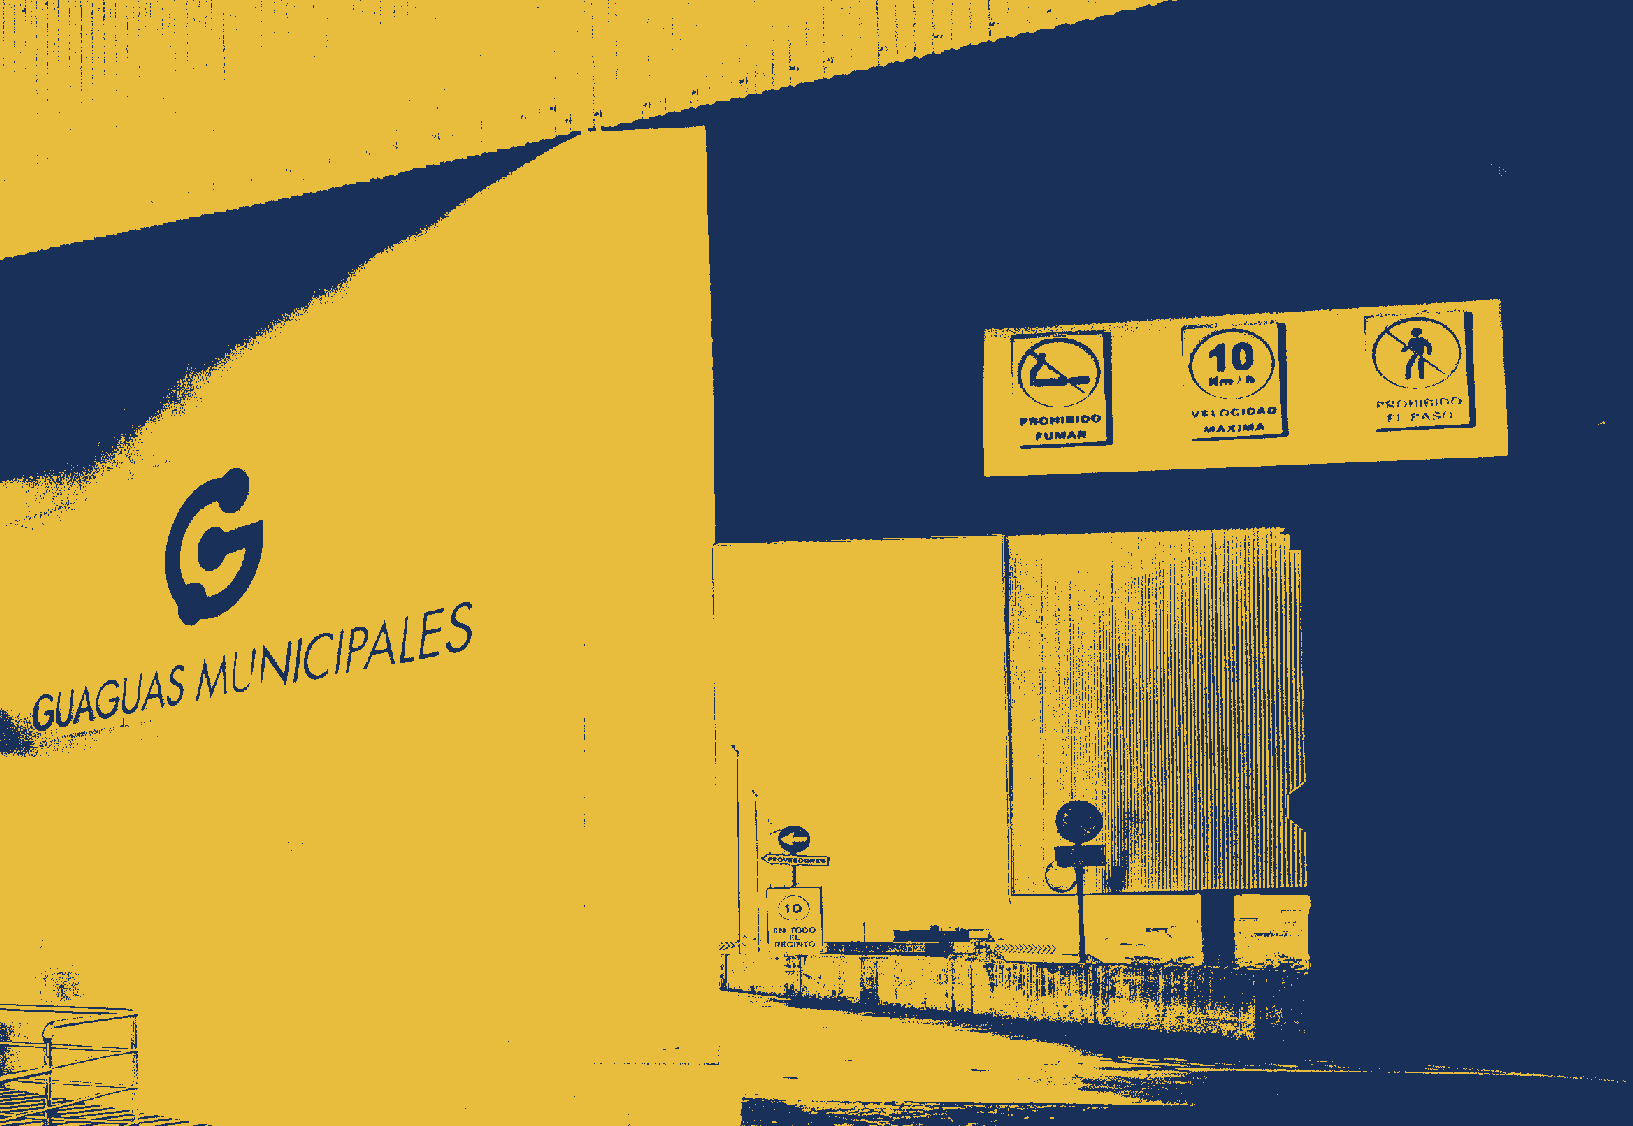 GUAGUAS MUNICIPALES
PROHIBIDO
FUMAR
10
Km/h
VELOCIDAD
MAXIMA
PROHIBIDO
EL PASO
PROVEEDORES
10
EN TODO
EL
RECINTO